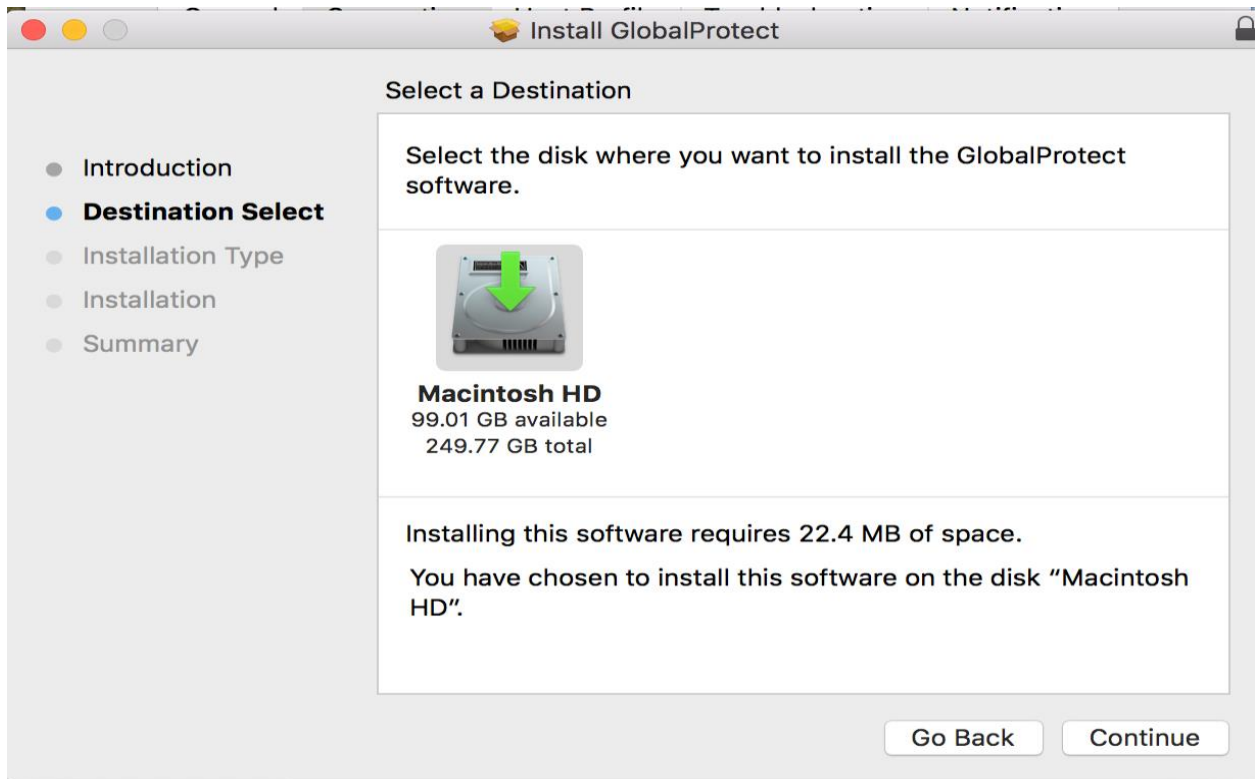 Install GlobalProtect
Select a Destination
Introduction
Destination Select
Installation Type
Installation
Summary
Select the disk where you want to install the GlobalProtect
software.
Macintosh HD
99.01 GB available
249.77 GB total
Installing this software requires 22.4 MB of space.
You have chosen to install this software on the disk “Macintosh
HD”.
Go Back
Continue